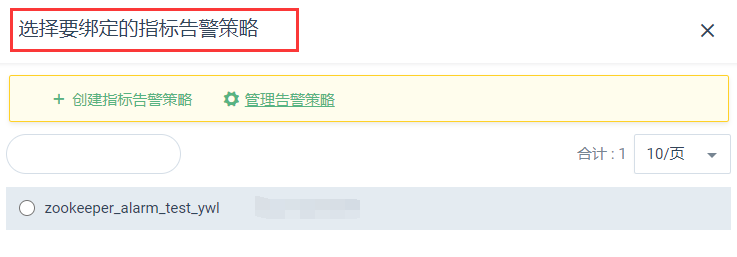 选择要绑定的指标告警策略
创建指标告警策略 管理告警策略
合计 : 1 10/页
zookeeper_alarm_test_ywl